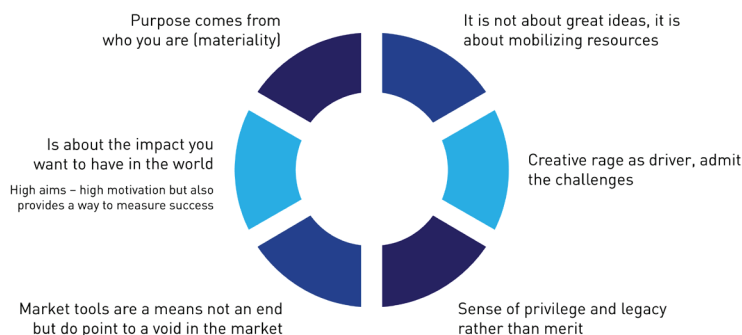 Purpose comes from
who you are (materiality)
It is not about great ideas, it is
about mobilizing resources
Is about the impact you
want to have in the world
High aims – high motivation but also
provides a way to measure success
Creative rage as driver, admit
the challenges
Market tools are a means not an end
but do point to a void in the market
Sense of privilege and legacy
rather than merit